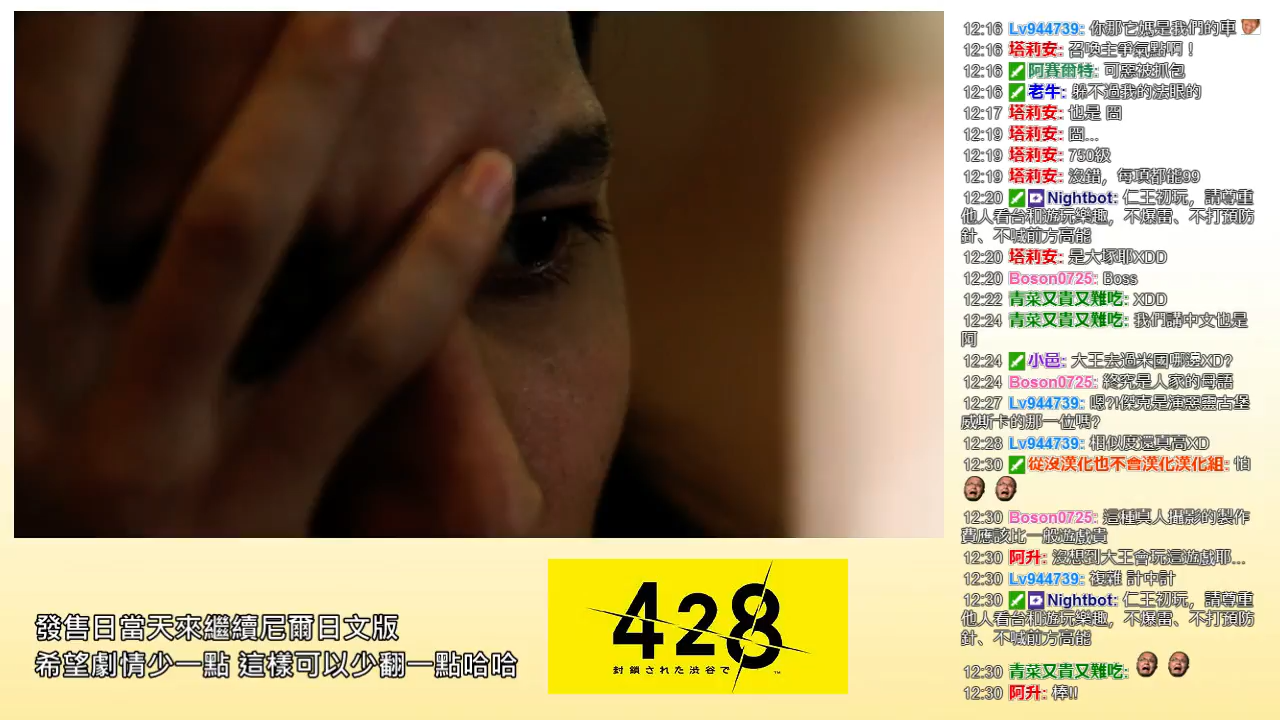 12:16 Lv944739: 你那它媽是我們的車
12:16 塔莉安: 召喚主爭氣點啊！
12:16 阿賽爾特: 可惡被抓包
12:16 老牛: 躲不過我的法眼的
12:17 塔莉安: 也是 囧
12:19 塔莉安: 囧...
12:19 塔莉安: 750級
12:19 塔莉安: 沒錯，每項都能99
12:20 Nightbot: 仁王初玩，請尊重
他人看台和遊玩樂趣，不爆雷、不打預防
針、不喊前方高能
12:20 塔莉安: 是大塚耶XDD
12:20 Boson0725: Boss
12:22 青菜又貴又難吃: XDD
12:24 青菜又貴又難吃: 我們講中文也是
阿
12:24 小邑: 大王去過米國哪邊XD?
12:24 Boson0725: 終究是人家的母語
12:27 Lv944739: 嗯?!傑克是演惡靈古堡
威斯卡的那一位嗎?
12:28 Lv944739: 相似度還真高XD
12:30 從沒漢化也不會漢化漢化組: 怕
12:30 Boson0725: 這種真人攝影的製作
費應該比一般遊戲貴
12:30 阿升: 沒想到大王會玩這遊戲耶...
12:30 Lv944739: 複雜 計中計
12:30 Nightbot: 仁王初玩，請尊重
他人看台和遊玩樂趣，不爆雷、不打預防
針、不喊前方高能
12:30 青菜又貴又難吃:
12:30 阿升: 棒!!
發售日當天來繼續尼爾日文版
希望劇情少一點 這樣可以少翻一點哈哈
428
封鎖された渋谷で